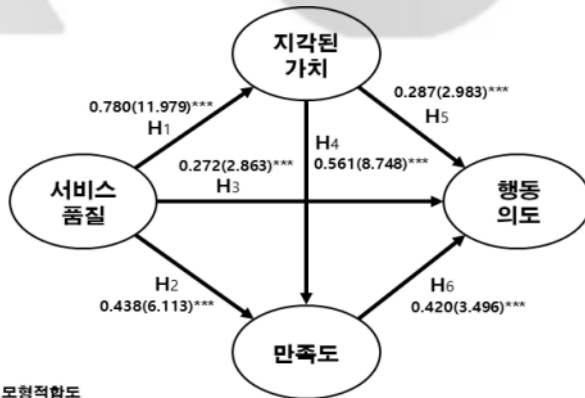 지각된
가치
0.780(11.979)***
H1
0.287(2.983)***
H5
H4
0.272(2.863)***
0.561(8.748)***
H3
서비스
품질
행동
의도
H2
0.438(6.113)***
H6
0.420(3.496)***
만족도
모형적합도